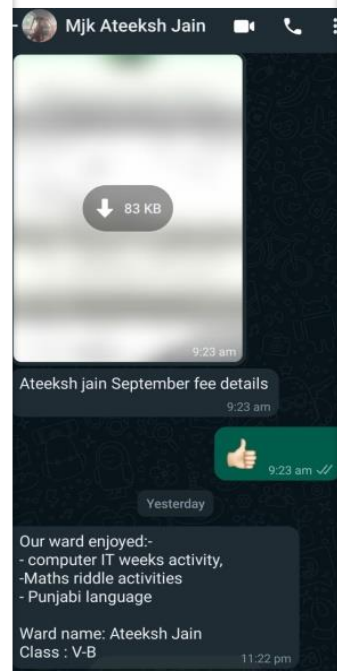 Mjk Ateeksh Jain
83 KB
9:23 am
Ateeksh jain September fee details
9:23 am
9:23 am
Yesterday
Our ward enjoyed:-
- computer IT weeks activity,
-Maths riddle activities
- Punjabi language
Ward name: Ateeksh Jain
Class : V-B
11:22 pm